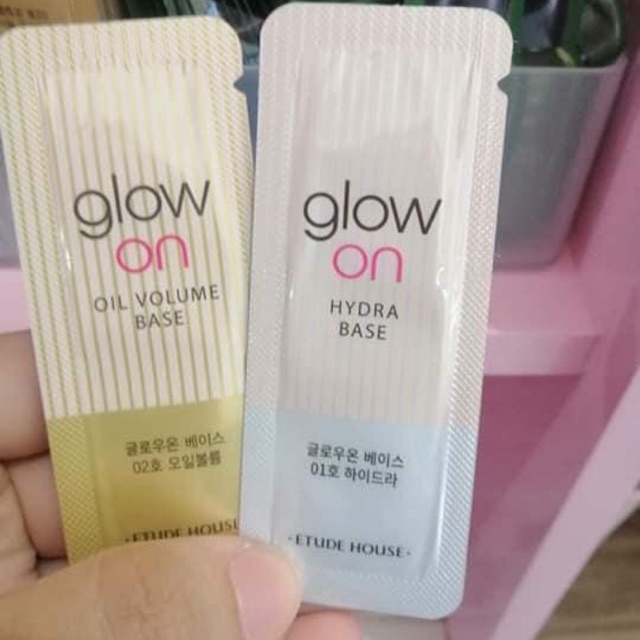 glow
on
OIL VOLUME
BASE
글로우온 베이스
02호 오일볼륨
·ETUDE HOUSE
glow
on
HYDRA
BASE
글로우온 베이스
01호 하이드라
·ETUDE HOUSE·